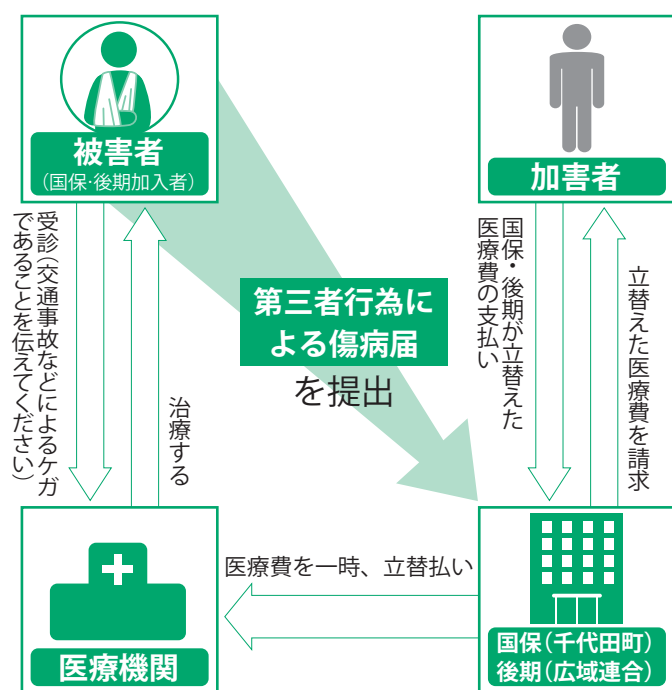 被害者
(国保・後期加入者)
加害者
受診(交通事故などによるケガ
であることを伝えてください)
治療する
第三者行為に
よる傷病届
を提出
国保・後期が立替えた
医療費の支払い
立替えた医療費を請求
医療費を一時、立替払い
医療機関
国保(千代田町)
後期(広域連合)